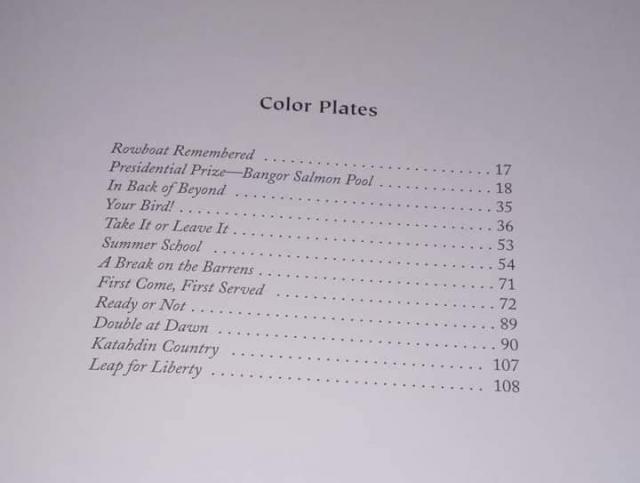 Color Plates
Rowboat Remembered ........................ 17
Presidential Prize—Bangor Salmon Pool ............ 18
In Back of Beyond ........................... 35
Your Bird! ................................. 36
Take It or Leave It ............................ 53
Summer School .............................. 54
A Break on the Barrens ......................... 71
First Come, First Served ........................ 72
Ready or Not ................................ 89
Double at Dawn .............................. 90
Katahdin Country ............................ 107
Leap for Liberty .............................. 108